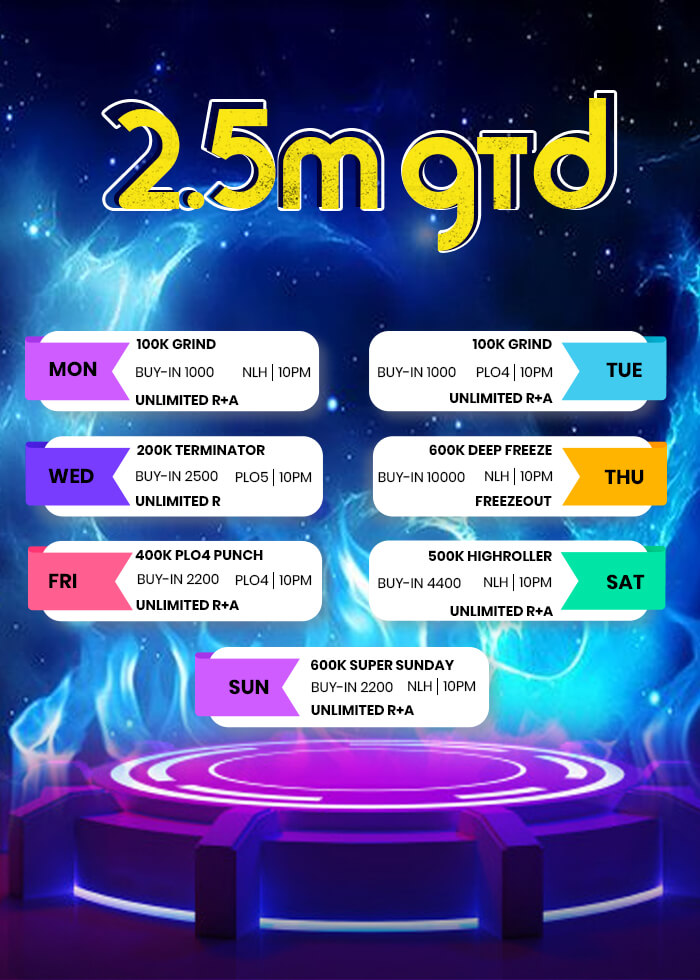 2.5m gtd
MON
100K GRIND
BUY-IN 1000 NLH | 10PM
UNLIMITED R+A
TUE
100K GRIND
BUY-IN 1000 PLO4 | 10PM
UNLIMITED R+A
WED
200K TERMINATOR
BUY-IN 2500 PLO5 | 10PM
UNLIMITED R
THU
600K DEEP FREEZE
BUY-IN 10000 NLH | 10PM
FREEZEOUT
FRI
400K PLO4 PUNCH
BUY-IN 2200 PLO4 | 10PM
UNLIMITED R+A
SAT
500K HIGHROLLER
BUY-IN 4400 NLH | 10PM
UNLIMITED R+A
SUN
600K SUPER SUNDAY
BUY-IN 2200 NLH | 10PM
UNLIMITED R+A